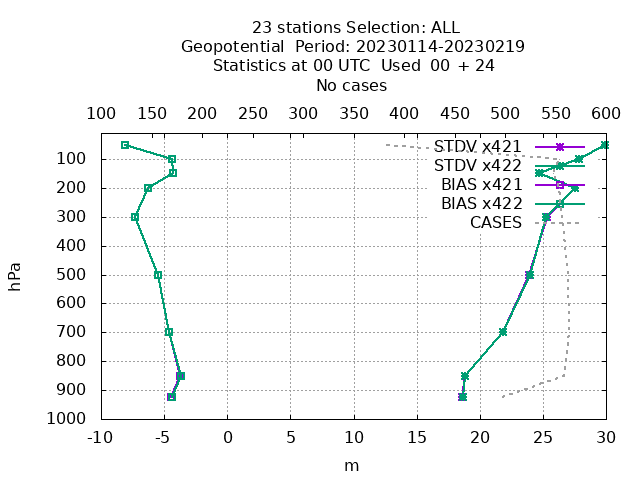 23 stations Selection: ALL
Geopotential  Period: 20230114-20230219
Statistics at 00 UTC  Used  00 + 24
No cases
100 150 200 250 300 350 400 450 500 550 600
STDV x421
STDV x422
BIAS x421
BIAS x422
CASES
hPa
100
200
300
400
500
600
700
800
900
1000
-10 -5 0 5 10 15 20 25 30
m